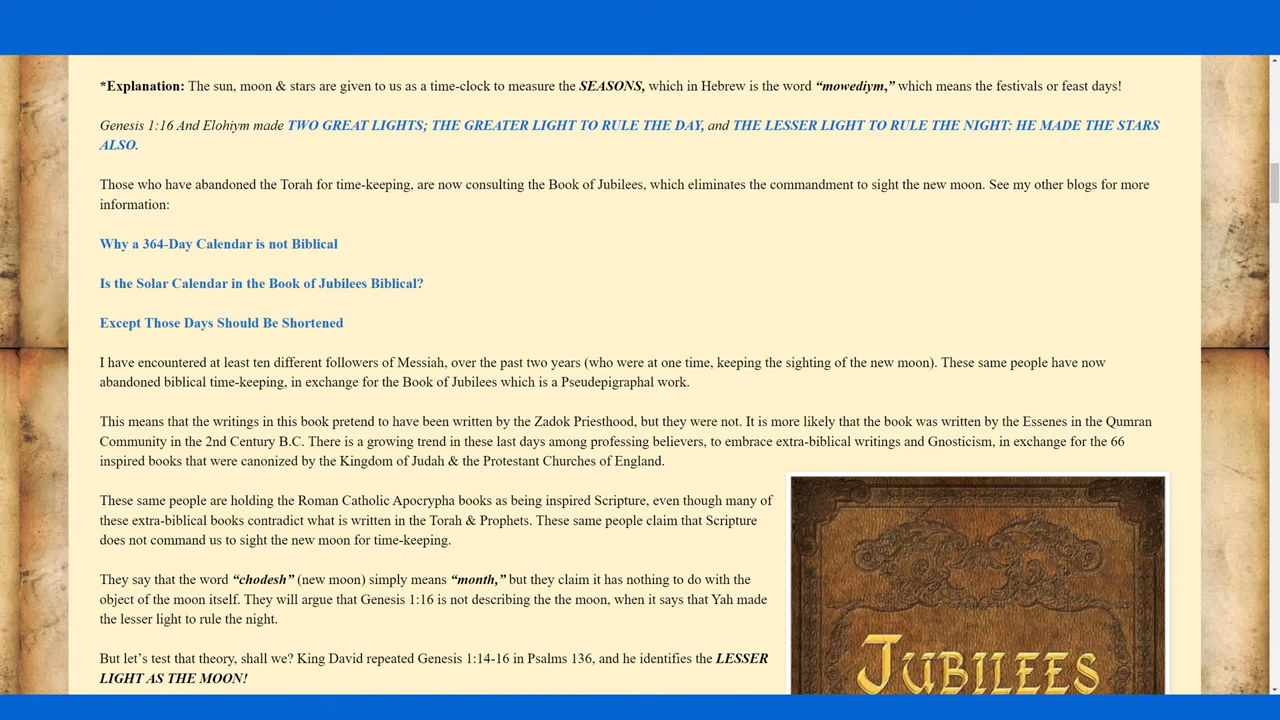 *Explanation: The sun, moon & stars are given to us as a time-clock to measure the SEASONS, which in Hebrew is the word “mowediym,” which means the festivals or feast days!
Genesis 1:16 And Elohiym made TWO GREAT LIGHTS; THE GREATER LIGHT TO RULE THE DAY, and THE LESSER LIGHT TO RULE THE NIGHT: HE MADE THE STARS
ALSO.
Those who have abandoned the Torah for time-keeping, are now consulting the Book of Jubilees, which eliminates the commandment to sight the new moon. See my other blogs for more
information:
Why a 364-Day Calendar is not Biblical
Is the Solar Calendar in the Book of Jubilees Biblical?
Except Those Days Should Be Shortened
I have encountered at least ten different followers of Messiah, over the past two years (who were at one time, keeping the sighting of the new moon). These same people have now
abandoned biblical time-keeping, in exchange for the Book of Jubilees which is a Pseudepigraphal work.
This means that the writings in this book pretend to have been written by the Zadok Priesthood, but they were not. It is more likely that the book was written by the Essenes in the Qumran
Community in the 2nd Century B.C. There is a growing trend in these last days among professing believers, to embrace extra-biblical writings and Gnosticism, in exchange for the 66
inspired books that were canonized by the Kingdom of Judah & the Protestant Churches of England.
These same people are holding the Roman Catholic Apocrypha books as being inspired Scripture, even though many of
these extra-biblical books contradict what is written in the Torah & Prophets. These same people claim that Scripture
does not command us to sight the new moon for time-keeping.
They say that the word “chodesh” (new moon) simply means “month,” but they claim it has nothing to do with the
object of the moon itself. They will argue that Genesis 1:16 is not describing the the moon, when it says that Yah made
the lesser light to rule the night.
But let’s test that theory, shall we? King David repeated Genesis 1:14-16 in Psalms 136, and he identifies the LESSER
LIGHT AS THE MOON!
JUBILEES